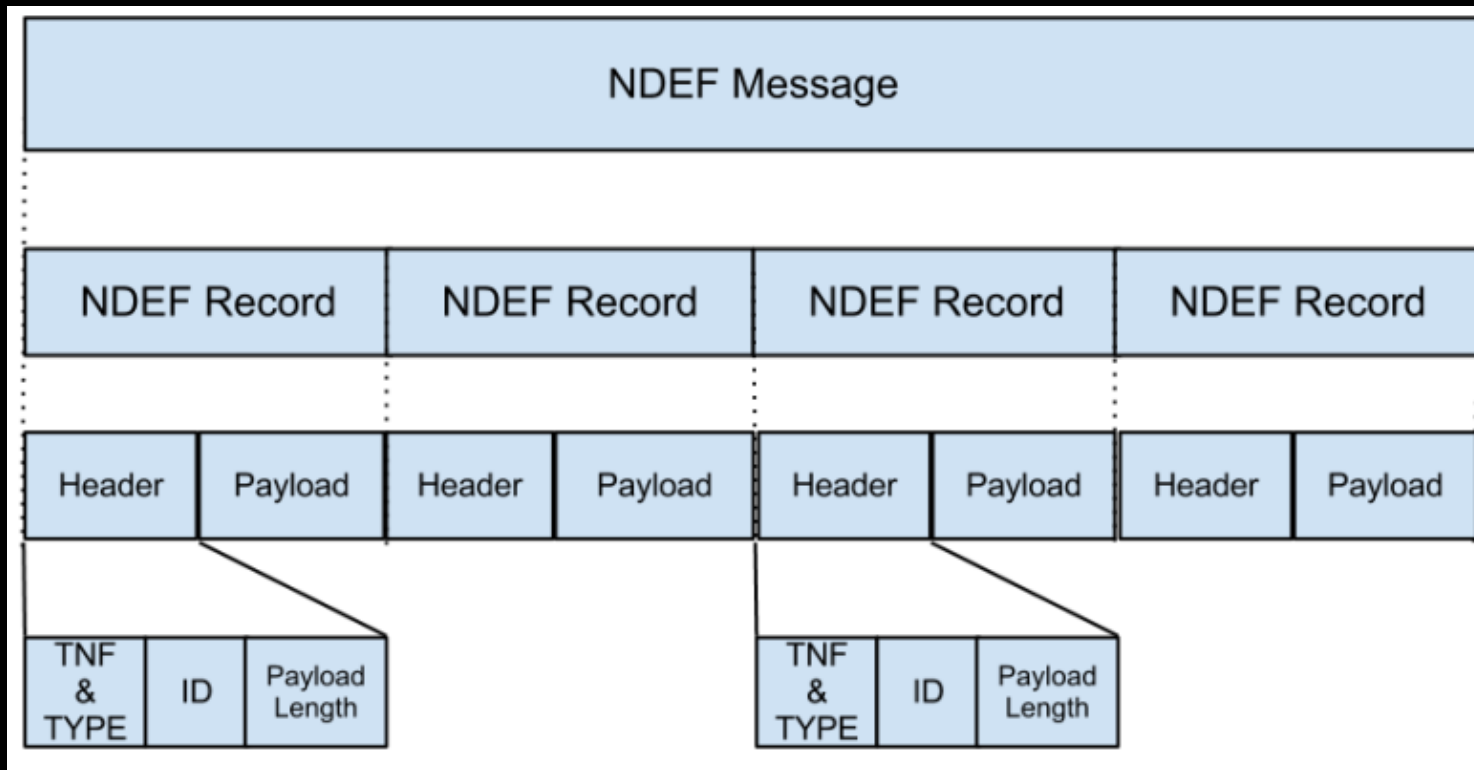 NDEF Message
NDEF Record NDEF Record NDEF Record NDEF Record
Header Payload Header Payload Header Payload Header Payload
TNF
&
TYPE
ID
Payload
Length
TNF
&
TYPE
ID
Payload
Length